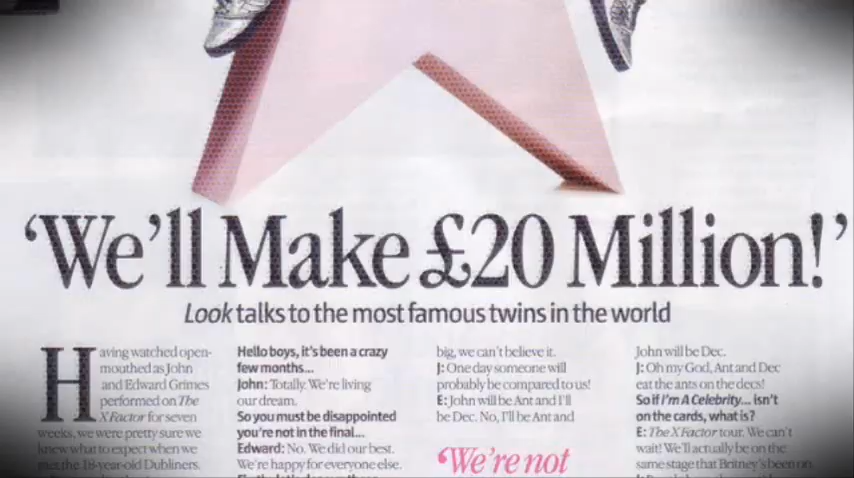 ‘We’ll Make £20 Million!’
Look talks to the most famous twins in the world
Having watched open-
mouthed as John
and Edward Grimes
performed on The
X Factor for seven
weeks, we were pretty sure we
knew what to expect when we
met the 18-year-old Dubliners.
Hello boys, it’s been a crazy
few months...
John: Totally. We’re living
our dream.
So you must be disappointed
you’re not in the final...
Edward: No. We did our best.
We’re happy for everyone else.
big, we can’t believe it.
J: One day someone will
probably be compared to us!
E: John will be Ant and I’ll
be Dec. No, I’ll be Ant and
‘We’re not
John will be Dec.
J: Oh my God, Ant and Dec
eat the ants on the decs!
So if I’m A Celebrity... isn’t
on the cards, what is?
E: The X Factor tour. We can’t
wait! We’ll actually be on the
same stage that Britney’s been on